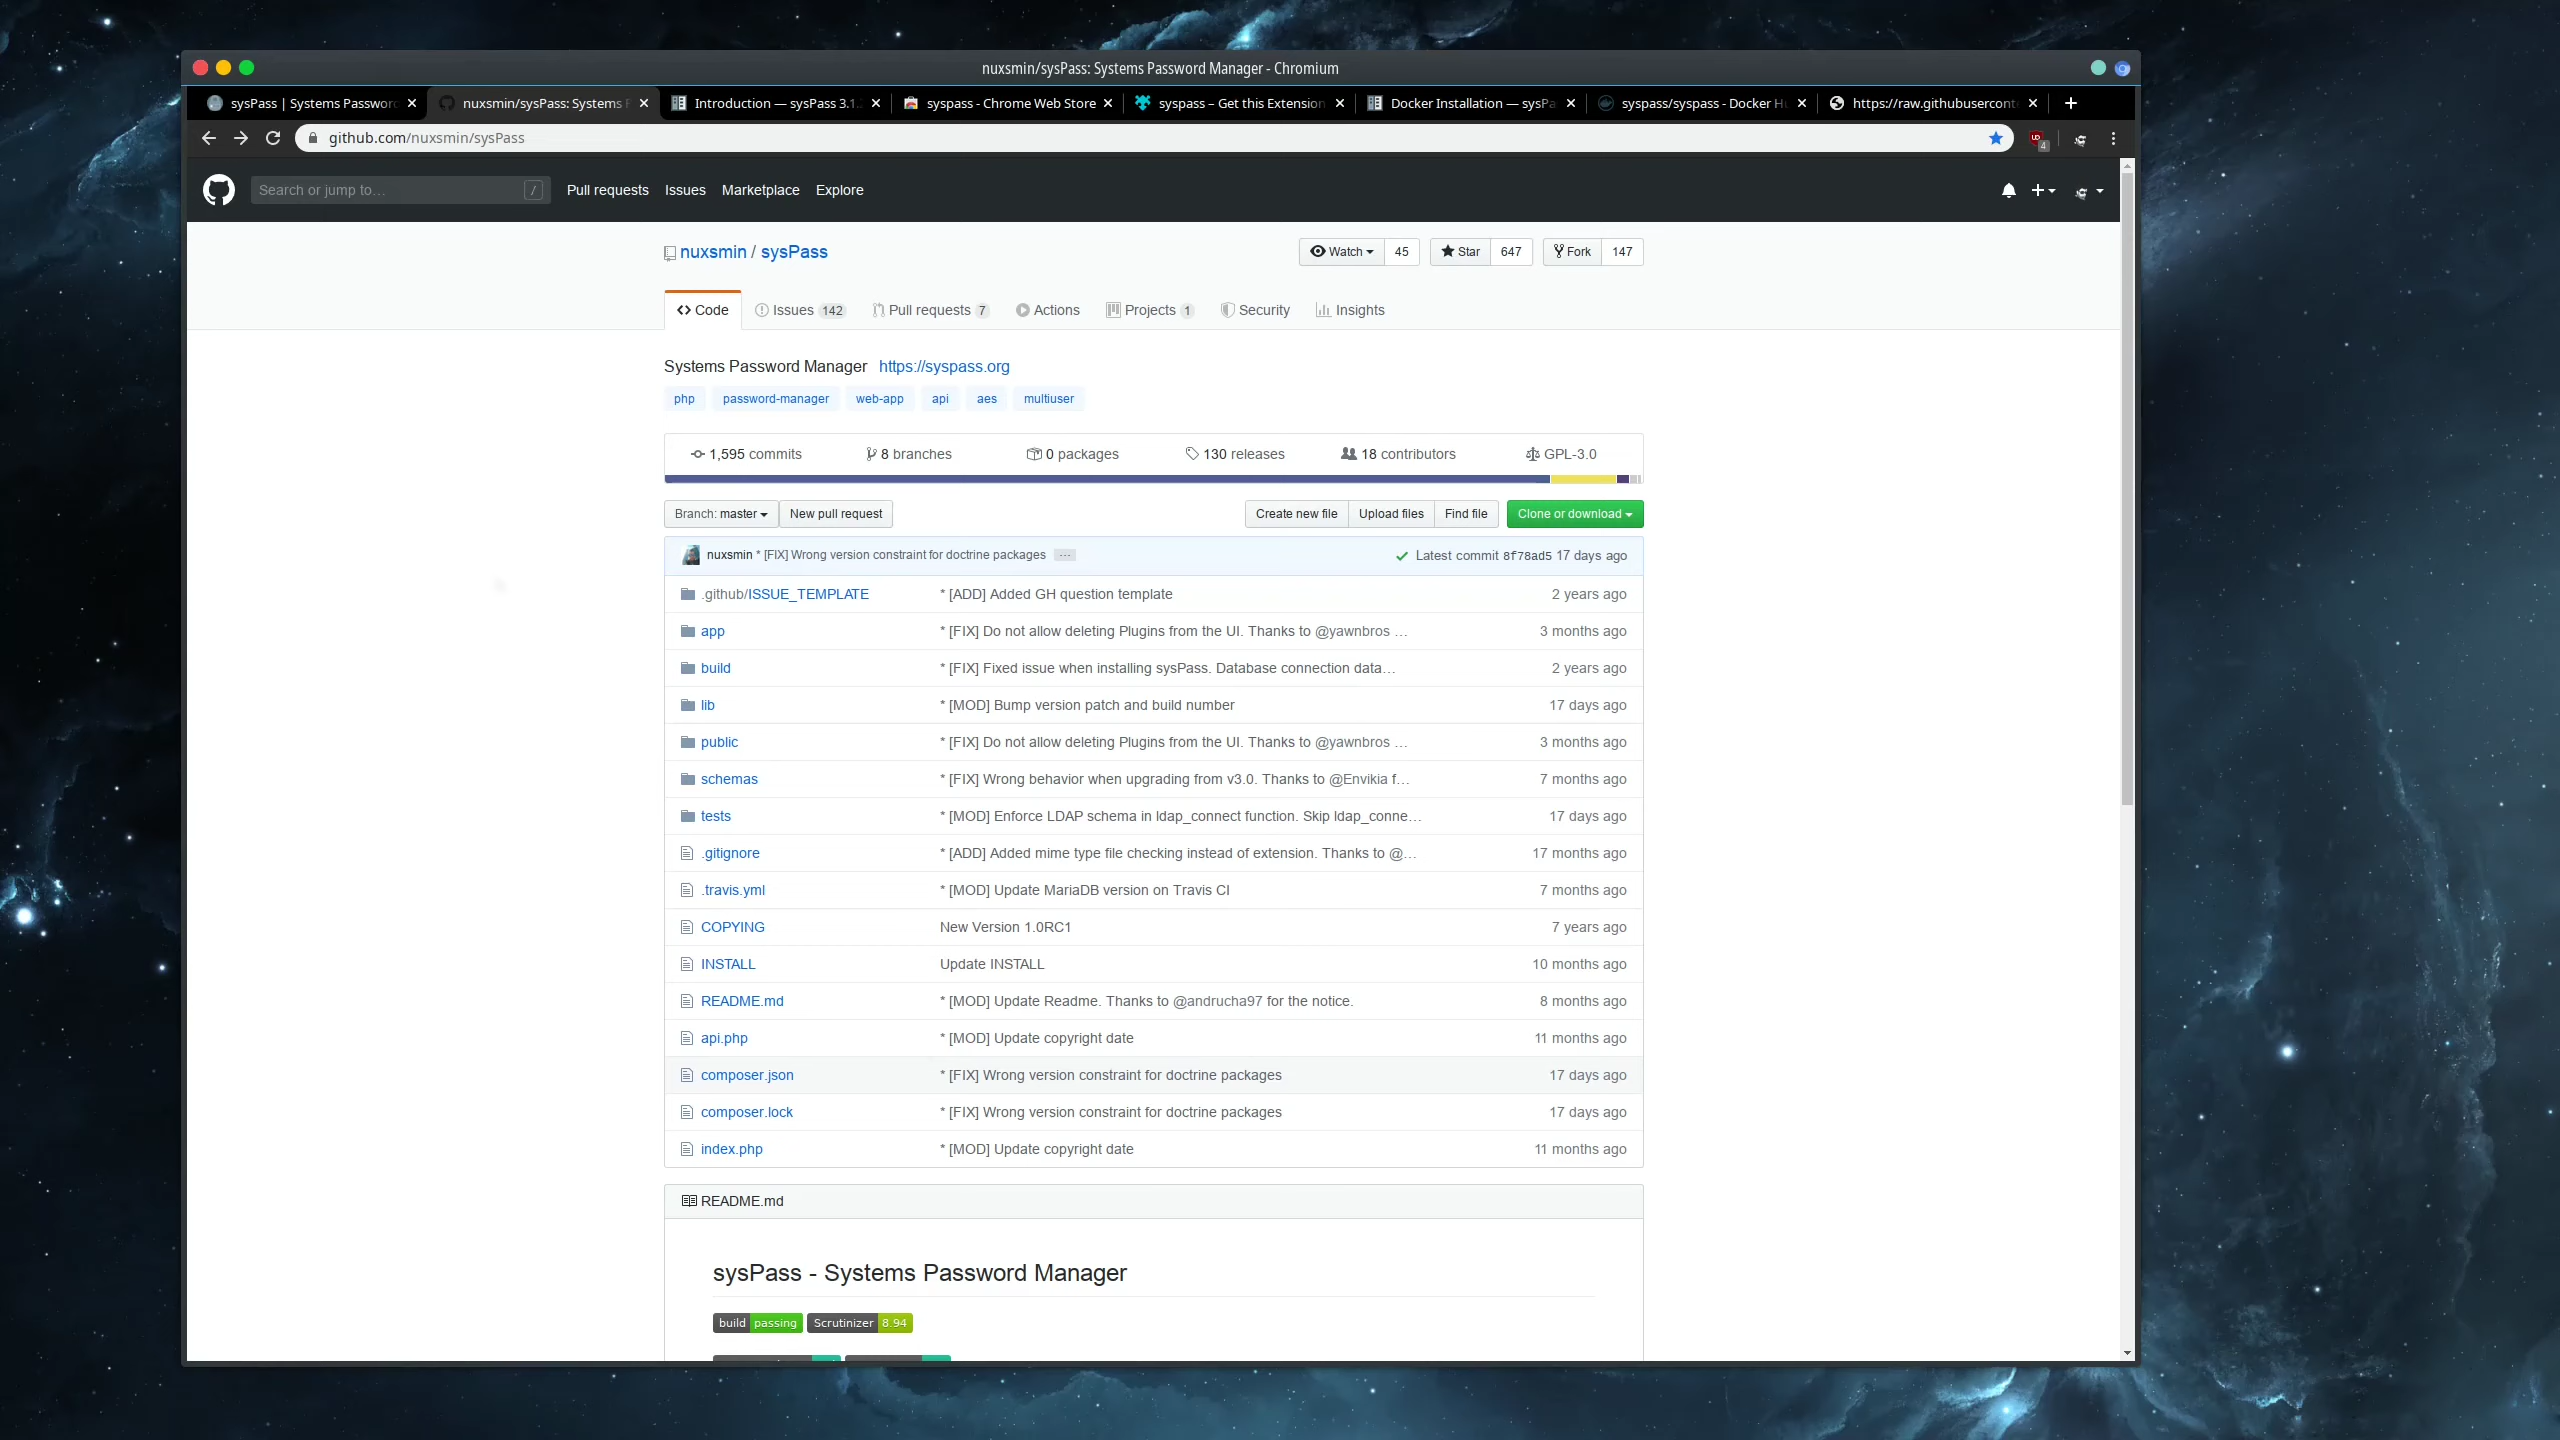 nuxsmin/sysPass: Systems Password Manager - Chromium
sysPass | Systems Passwor
nuxsmin/sysPass: Systems
Introduction — sysPass 3.1.
syspass - Chrome Web Store
syspass – Get this Extension
Docker Installation — sysPa
syspass/syspass - Docker H
https://raw.githubusercont
github.com/nuxsmin/sysPass
4
Search or jump to…
/
Pull requests
Issues
Marketplace
Explore
nuxsmin / sysPass
Watch 45
Star 647
Fork 147
Code
Issues 142
Pull requests 7
Actions
Projects 1
Security
Insights
Systems Password Manager https://syspass.org
php password-manager web-app api aes multiuser
1,595 commits
8 branches
0 packages
130 releases
18 contributors
GPL-3.0
Branch: master
New pull request
Create new file
Upload files
Find file
Clone or download
nuxsmin * [FIX] Wrong version constraint for doctrine packages … Latest commit 8f78ad5 17 days ago
.github/ISSUE_TEMPLATE * [ADD] Added GH question template 2 years ago
app * [FIX] Do not allow deleting Plugins from the UI. Thanks to @yawnbros … 3 months ago
build * [FIX] Fixed issue when installing sysPass. Database connection data… 2 years ago
lib * [MOD] Bump version patch and build number 17 days ago
public * [FIX] Do not allow deleting Plugins from the UI. Thanks to @yawnbros … 3 months ago
schemas * [FIX] Wrong behavior when upgrading from v3.0. Thanks to @Envikia f… 7 months ago
tests * [MOD] Enforce LDAP schema in ldap_connect function. Skip ldap_conne… 17 days ago
.gitignore * [ADD] Added mime type file checking instead of extension. Thanks to @… 17 months ago
.travis.yml * [MOD] Update MariaDB version on Travis CI 7 months ago
COPYING New Version 1.0RC1 7 years ago
INSTALL Update INSTALL 10 months ago
README.md * [MOD] Update Readme. Thanks to @andrucha97 for the notice. 8 months ago
api.php * [MOD] Update copyright date 11 months ago
composer.json * [FIX] Wrong version constraint for doctrine packages 17 days ago
composer.lock * [FIX] Wrong version constraint for doctrine packages 17 days ago
index.php * [MOD] Update copyright date 11 months ago
README.md
sysPass - Systems Password Manager
build passing Scrutinizer 8.94